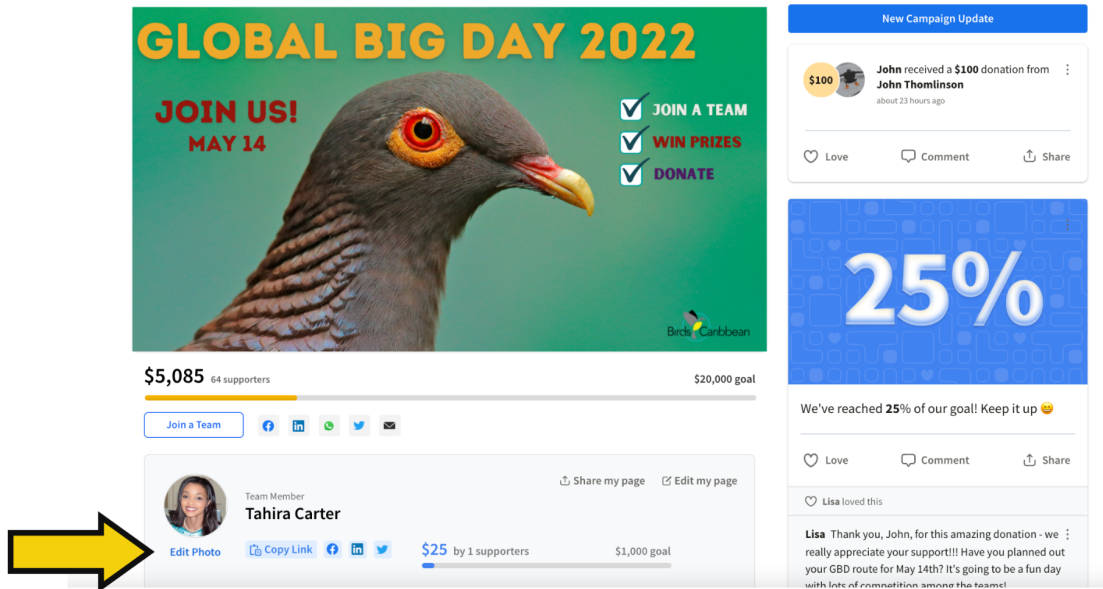 GLOBAL BIG DAY 2022
JOIN US!
MAY 14
JOIN A TEAM
WIN PRIZES
DONATE
Birds Caribbean
$5,085 64 supporters
$20,000 goal
Join a Team
Share my page
Edit my page
Team Member
Tahira Carter
Edit Photo
Copy Link
$25 by 1 supporters
$1,000 goal
New Campaign Update
$100
John received a $100 donation from
John Thomlinson
about 23 hours ago
Love Comment Share
25%
We've reached 25% of our goal! Keep it up 😄
Love Comment Share
Lisa loved this
Lisa Thank you, John, for this amazing donation - we
really appreciate your support!!! Have you planned out
your GBD route for May 14th? It's going to be a fun day
with lots of competition among the teams!